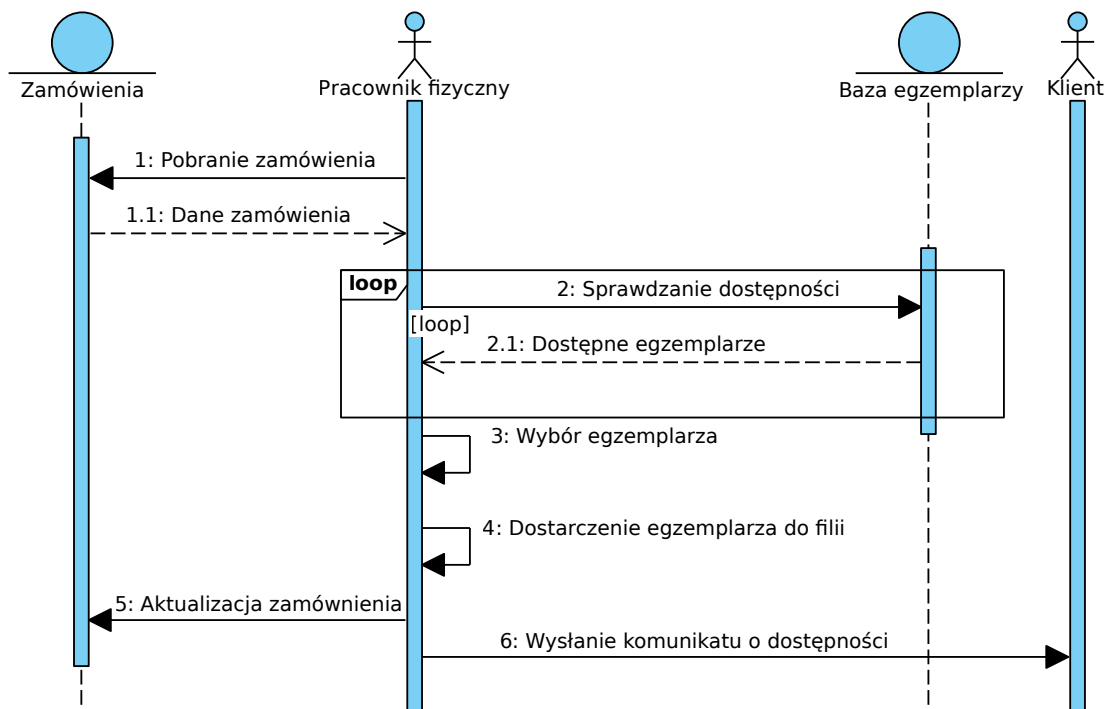 Zamówienia
Pracownik fizyczny
Baza egzemplarzy
Klient
1: Pobranie zamówienia
1.1: Dane zamówienia
loop
2: Sprawdzanie dostępności
[loop]
2.1: Dostępne egzemplarze
3: Wybór egzemplarza
4: Dostarczenie egzemplarza do filii
5: Aktualizacja zamównienia
6: Wysłanie komunikatu o dostępności